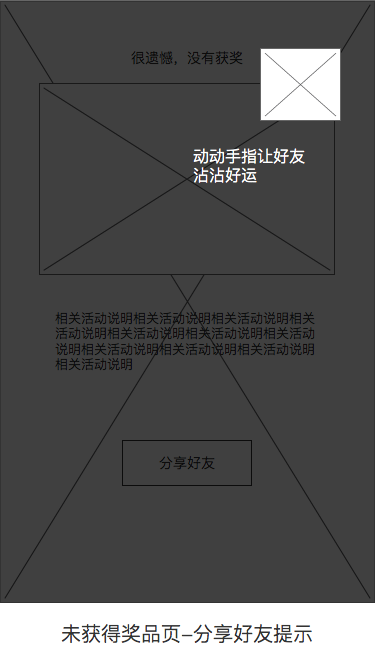 很遗憾，没有获奖
动动手指让好友
沾沾好运
相关活动说明相关活动说明相关活动说明相关
活动说明相关活动说明相关活动说明相关活动
说明相关活动说明相关活动说明相关活动说明
相关活动说明
分享好友
未获得奖品页–分享好友提示